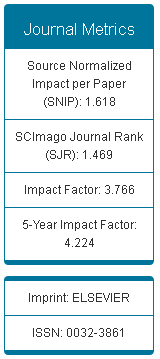 Journal Metrics
Source Normalized
Impact per Paper
(SNIP): 1.618
SCImago Journal Rank
(SJR): 1.469
Impact Factor: 3.766
5-Year Impact Factor:
4.224
Imprint: ELSEVIER
ISSN: 0032-3861